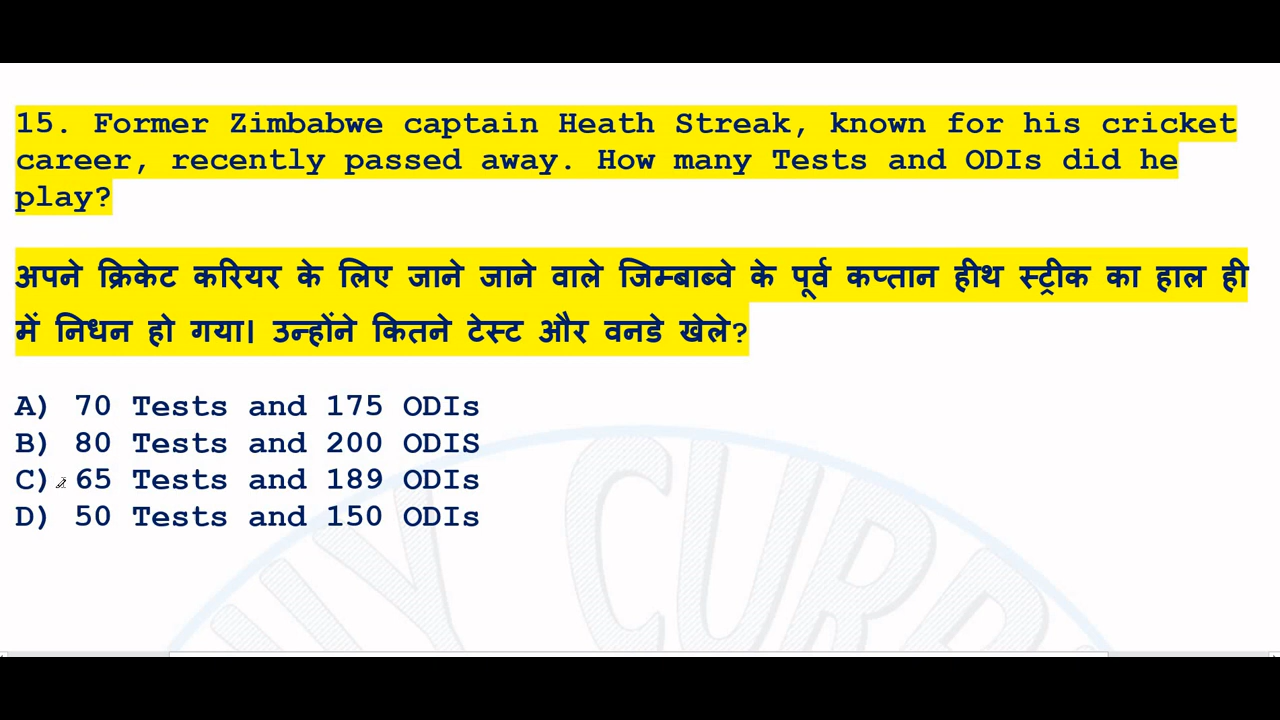 15. Former Zimbabwe captain Heath Streak, known for his cricket
career, recently passed away. How many Tests and ODIs did he
play?
अपने क्रिकेट करियर के लिए जाने जाने वाले जिम्बाब्वे के पूर्व कप्तान हीथ स्ट्रीक का हाल ही
में निधन हो गया। उन्होंने कितने टेस्ट और वनडे खेले?
A) 70 Tests and 175 ODIs
B) 80 Tests and 200 ODIS
C) 65 Tests and 189 ODIs
D) 50 Tests and 150 ODIs